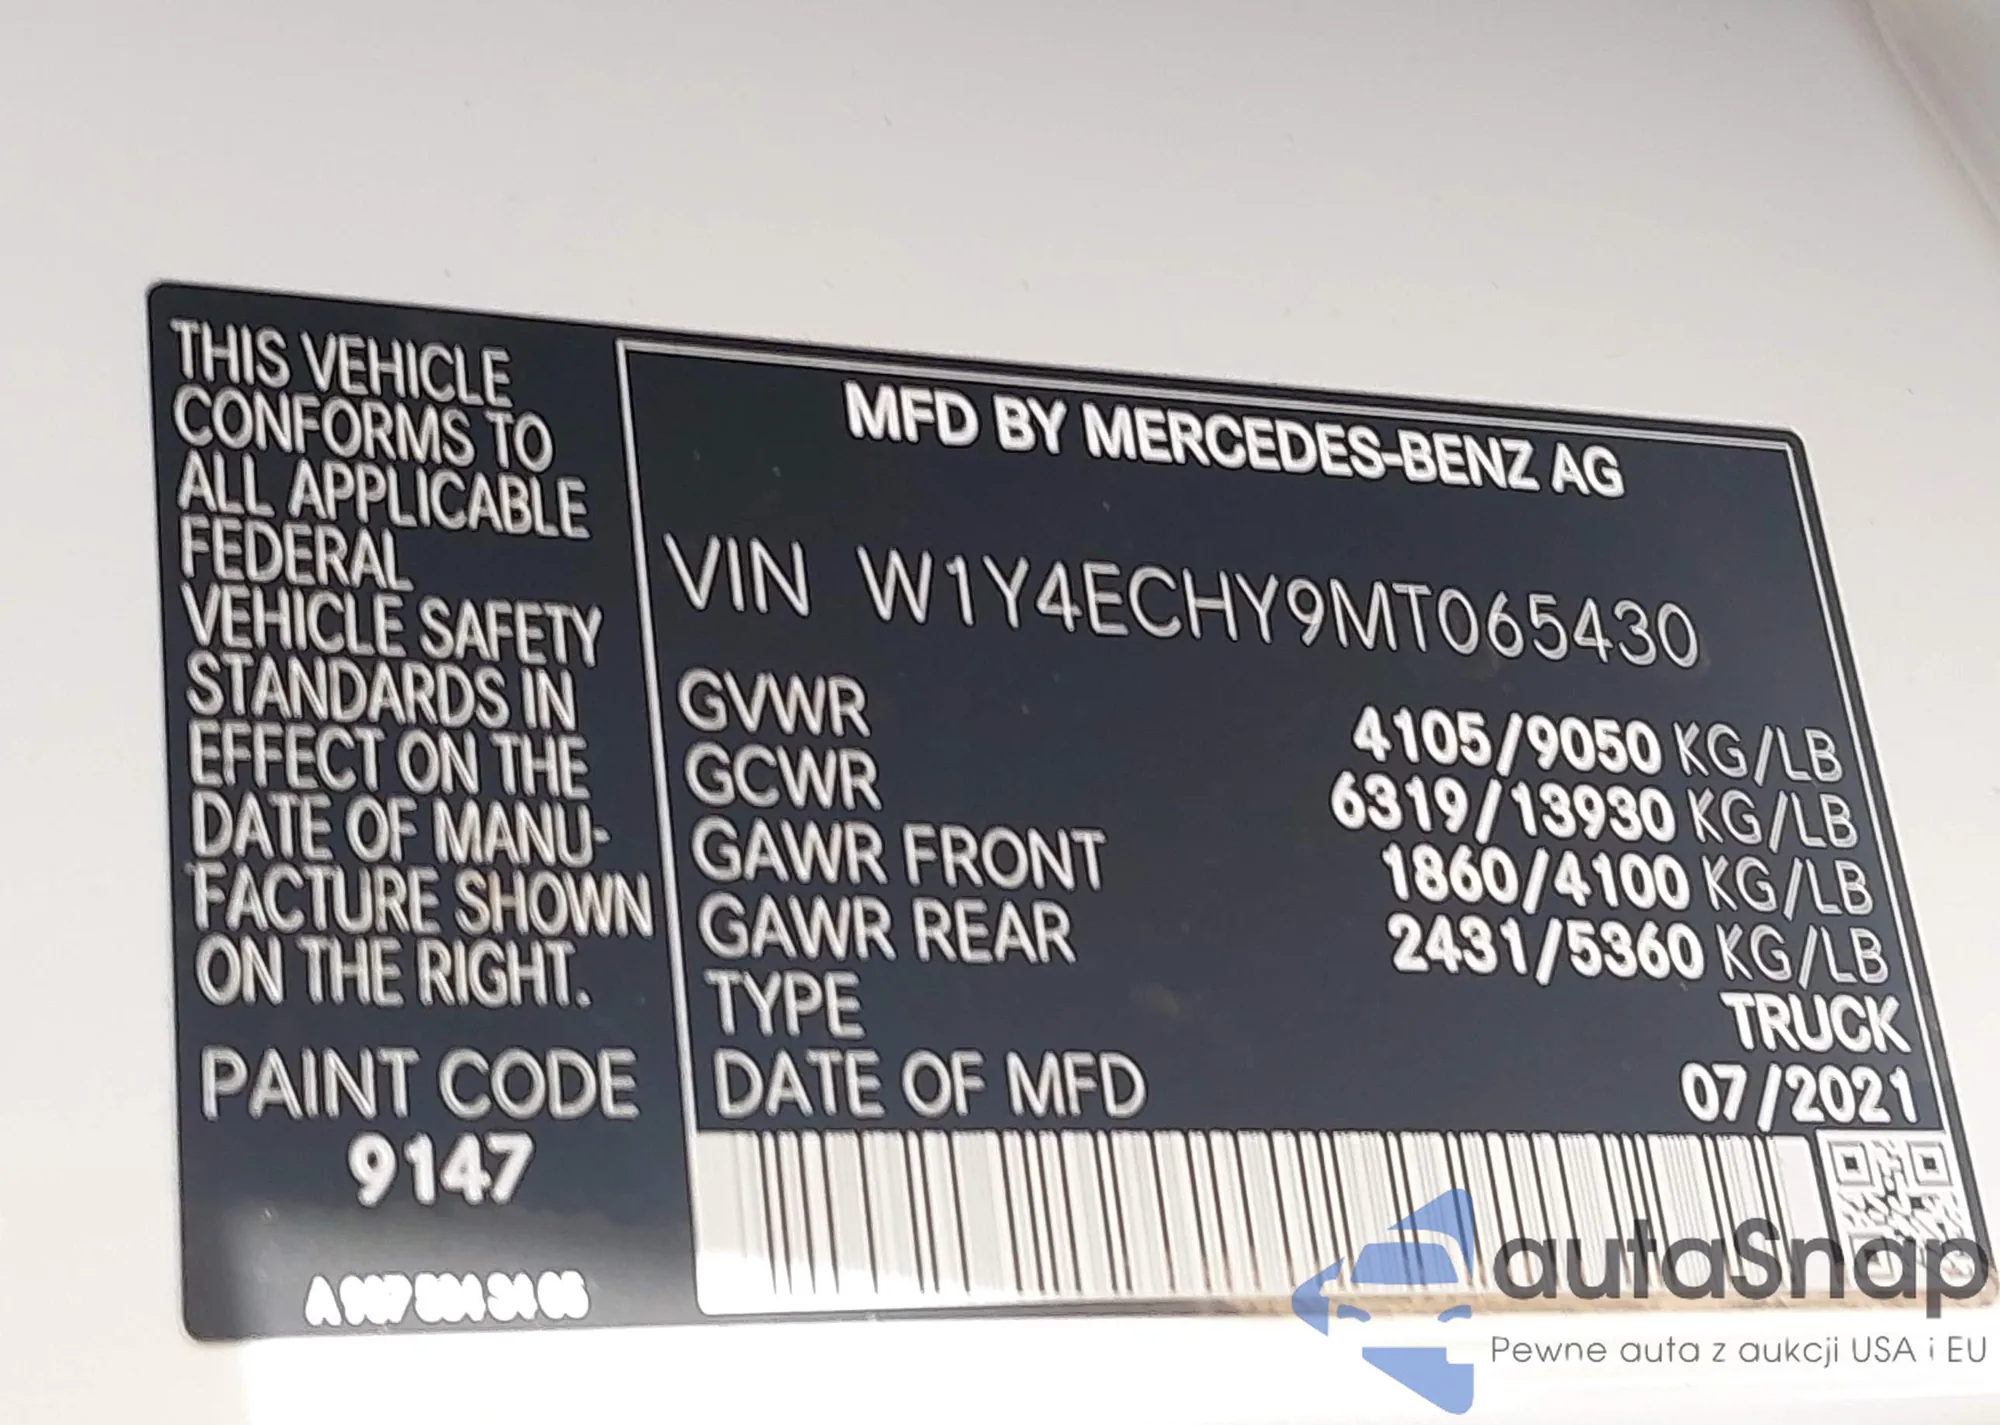 THIS VEHICLE
CONFORMS TO
ALL APPLICABLE
FEDERAL
VEHICLE SAFETY
STANDARDS IN
EFFECT ON THE
DATE OF MANU-
FACTURE SHOWN
ON THE RIGHT.
PAINT CODE
9147
MFD BY MERCEDES-BENZ AG
VIN W1Y4ECHY9MT065430
GVWR 4105/9050 KG/LB
GCWR 6319/13930 KG/LB
GAWR FRONT 1860/4100 KG/LB
GAWR REAR 2431/5360 KG/LB
TYPE TRUCK
DATE OF MFD 07/2021
autaSnap
Pewne auta z aukcji USA i EU